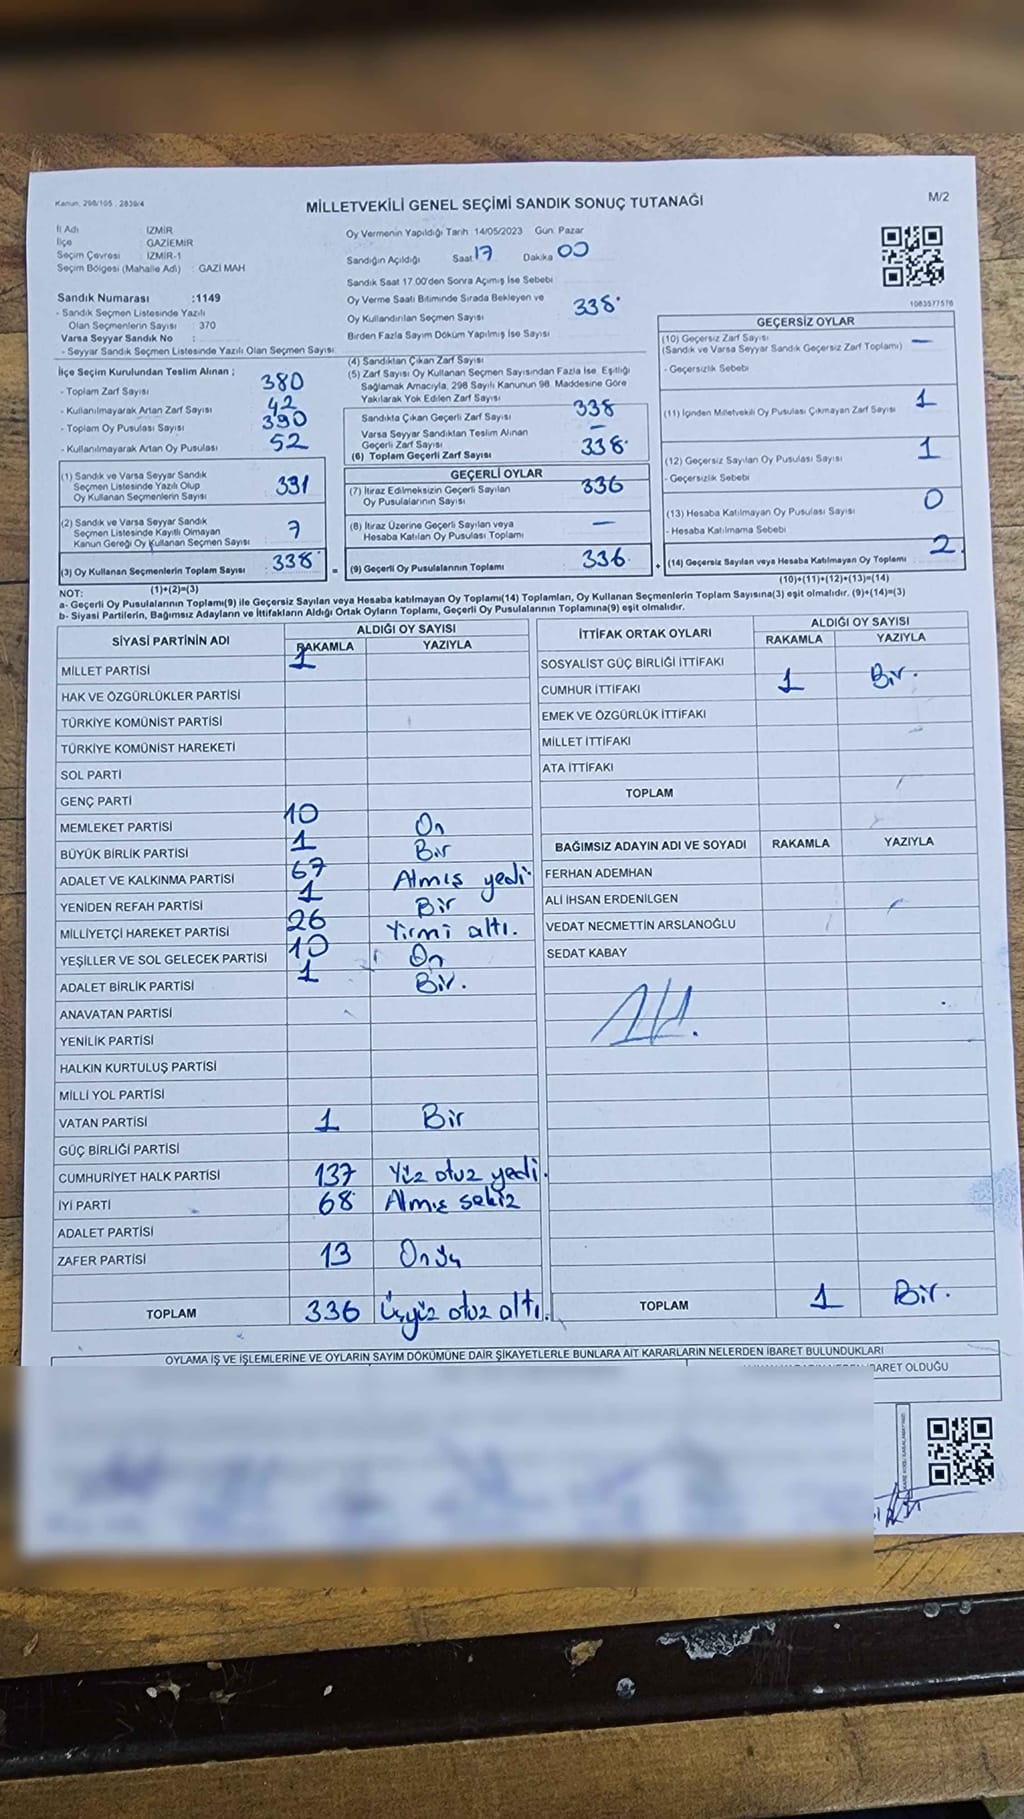 Kanun. 298/105 . 2839/4
MİLLETVEKİLİ GENEL SEÇİMİ SANDIK SONUÇ TUTANAĞI
M/2
İl Adı İZMİR
İlçe GAZİEMİR
Seçim Çevresi : İZMİR-1
Seçim Bölgesi (Mahalle Adı) : GAZİ MAH
Sandık Numarası :1149
- Sandık Seçmen Listesinde Yazılı
Olan Seçmenlerin Sayısı : 370
Varsa Seyyar Sandık No :
- Seyyar Sandık Seçmen Listesinde Yazılı Olan Seçmen Sayısı
Oy Vermenin Yapıldığı Tarih :14/05/2023 Gün: Pazar
Sandığın Açıldığı Saat 17 Dakika 00
Sandık Saat 17.00'den Sonra Açılmış İse Sebebi
Oy Verme Saati Bitiminde Sırada Bekleyen ve
Oy Kullandırılan Seçmen Sayısı 338
Birden Fazla Sayım Döküm Yapılmış İse Sayısı
1083577576
İlçe Seçim Kurulundan Teslim Alınan ;
- Toplam Zarf Sayısı 380
- Kullanılmayarak Artan Zarf Sayısı 42
- Toplam Oy Pusulası Sayısı 390
- Kullanılmayarak Artan Oy Pusulası 52
(1) Sandık ve Varsa Seyyar Sandık
Seçmen Listesinde Yazılı Olup
Oy Kullanan Seçmenlerin Sayısı 331
(2) Sandık ve Varsa Seyyar Sandık
Seçmen Listesinde Kayıtlı Olmayan
Kanun Gereği Oy Kullanan Seçmen Sayısı 7
(3) Oy Kullanan Seçmenlerin Toplam Sayısı 338
(1)+(2)=(3)
(4) Sandıktan Çıkan Zarf Sayısı
(5) Zarf Sayısı Oy Kullanan Seçmen Sayısından Fazla İse, Eşitliği
Sağlamak Amacıyla, 298 Sayılı Kanunun 98. Maddesine Göre
Yakılarak Yok Edilen Zarf Sayısı
Sandıkta Çıkan Geçerli Zarf Sayısı 338
Varsa Seyyar Sandıktan Teslim Alınan
Geçerli Zarf Sayısı -
(6) Toplam Geçerli Zarf Sayısı 338
GEÇERLİ OYLAR
(7) İtiraz Edilmeksizin Geçerli Sayılan
Oy Pusulalarının Sayısı 336
(8) İtiraz Üzerine Geçerli Sayılan veya
Hesaba Katılan Oy Pusulası Toplamı —
= (9) Geçerli Oy Pusulalarının Toplamı 336
GEÇERSİZ OYLAR
(10) Geçersiz Zarf Sayısı
(Sandık ve Varsa Seyyar Sandık Geçersiz Zarf Toplamı) —
- Geçersizlik Sebebi
(11) İçinden Milletvekili Oy Pusulası Çıkmayan Zarf Sayısı 1
(12) Geçersiz Sayılan Oy Pusulası Sayısı 1
- Geçersizlik Sebebi
(13) Hesaba Katılmayan Oy Pusulası Sayısı 0
- Hesaba Katılmama Sebebi
+ (14) Geçersiz Sayılan veya Hesaba Katılmayan Oy Toplamı 2
(10)+(11)+(12)+(13)=(14)
NOT:
a- Geçerli Oy Pusulalarının Toplamı(9) ile Geçersiz Sayılan veya Hesaba katılmayan Oy Toplamı(14) Toplamları, Oy Kullanan Seçmenlerin Toplam Sayısına(3) eşit olmalıdır. (9)+(14)=(3)
b- Siyasi Partilerin, Bağımsız Adayların ve İttifakların Aldığı Ortak Oyların Toplamı, Geçerli Oy Pusulalarının Toplamına(9) eşit olmalıdır.
SİYASİ PARTİNİN ADI ALDIĞI OY SAYISI
RAKAMLA YAZIYLA
MİLLET PARTİSİ 1
HAK VE ÖZGÜRLÜKLER PARTİSİ
TÜRKİYE KOMÜNİST PARTİSİ
TÜRKİYE KOMÜNİST HAREKETİ
SOL PARTİ
GENÇ PARTİ
MEMLEKET PARTİSİ 10 On
BÜYÜK BİRLİK PARTİSİ 1 Bir
ADALET VE KALKINMA PARTİSİ 67 Almış yedi
YENİDEN REFAH PARTİSİ 1 Bir
MİLLİYETÇİ HAREKET PARTİSİ 26 Yirmi altı.
YEŞİLLER VE SOL GELECEK PARTİSİ 10 On
ADALET BİRLİK PARTİSİ 1 Bir.
ANAVATAN PARTİSİ
YENİLİK PARTİSİ
HALKIN KURTULUŞ PARTİSİ
MİLLİ YOL PARTİSİ
VATAN PARTİSİ 1 Bir
GÜÇ BİRLİĞİ PARTİSİ
CUMHURİYET HALK PARTİSİ 137 Yüz otuz yedi.
İYİ PARTİ 68 Almış sekiz
ADALET PARTİSİ
ZAFER PARTİSİ 13 Onüç
TOPLAM 336 Üçyüz otuz altı.
İTTİFAK ORTAK OYLARI ALDIĞI OY SAYISI
RAKAMLA YAZIYLA
SOSYALİST GÜÇ BİRLİĞİ İTTİFAKI
CUMHUR İTTİFAKI 1 Bir.
EMEK VE ÖZGÜRLÜK İTTİFAKI
MİLLET İTTİFAKI
ATA İTTİFAKI
TOPLAM
BAĞIMSIZ ADAYIN ADI VE SOYADI RAKAMLA YAZIYLA
FERHAN ADEMHAN
ALİ İHSAN ERDENİLGEN
VEDAT NECMETTİN ARSLANOĞLU
SEDAT KABAY
TOPLAM 1 Bir.
OYLAMA İŞ VE İŞLEMLERİNE VE OYLARIN SAYIM DÖKÜMÜNE DAİR ŞİKAYETLERLE BUNLARA AİT KARARLARIN NELERDEN İBARET BULUNDUKLARI
BARET OLDUĞU